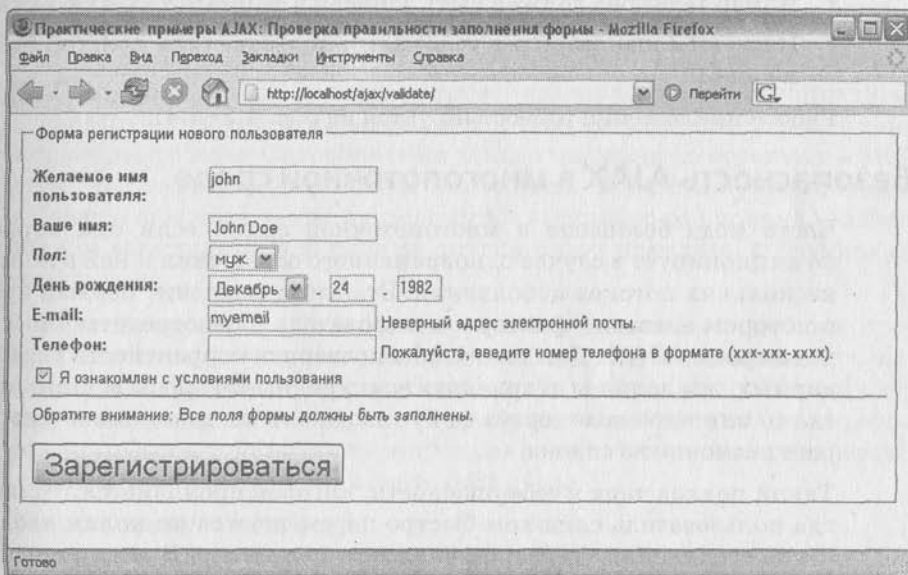 Практические примеры AJAX: Проверка правильности заполнения формы - Mozilla Firefox
Файл Правка Вид Переход Закладки Инструменты Справка
http://localhost/ajax/validate/ Перейти G
Форма регистрации нового пользователя
Желаемое имя пользователя: john
Ваше имя: John Doe
Пол: муж.
День рождения: Декабрь . 24 . 1982
E-mail: myemail Неверный адрес электронной почты.
Телефон: Пожалуйста, введите номер телефона в формате (xxx-xxx-xxxx).
Я ознакомлен с условиями пользования
Обратите внимание: Все поля формы должны быть заполнены.
Зарегистрироваться
Готово